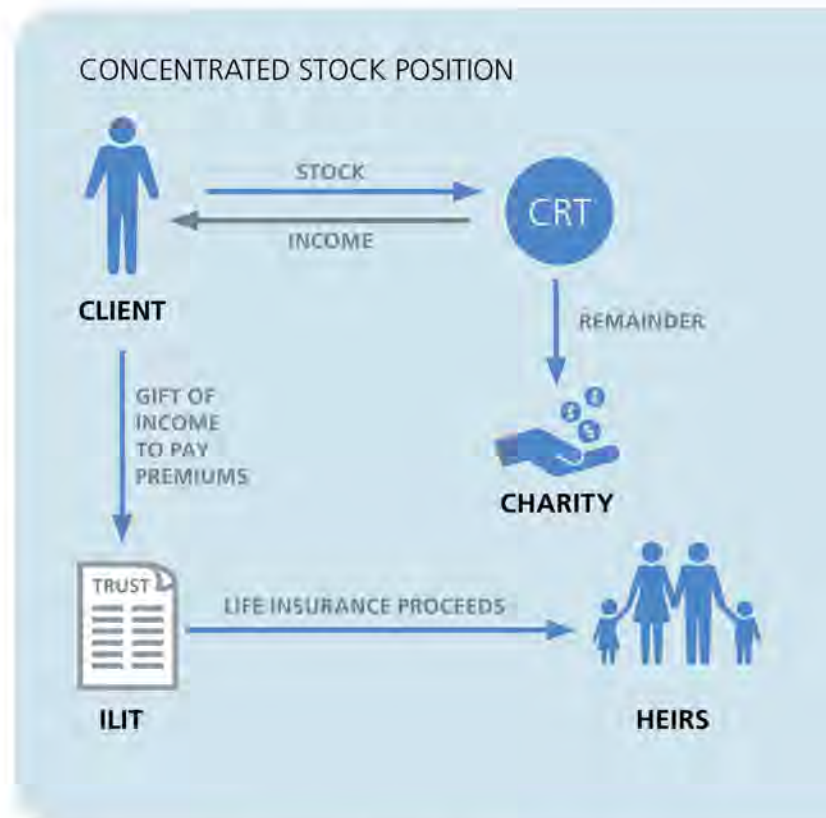 CONCENTRATED STOCK POSITION
STOCK
CRT
INCOME
CLIENT
REMAINDER
GIFT OF
INCOME
TO PAY
PREMIUMS
$ $
$
CHARITY
TRUST
LIFE INSURANCE PROCEEDS
ILIT
HEIRS